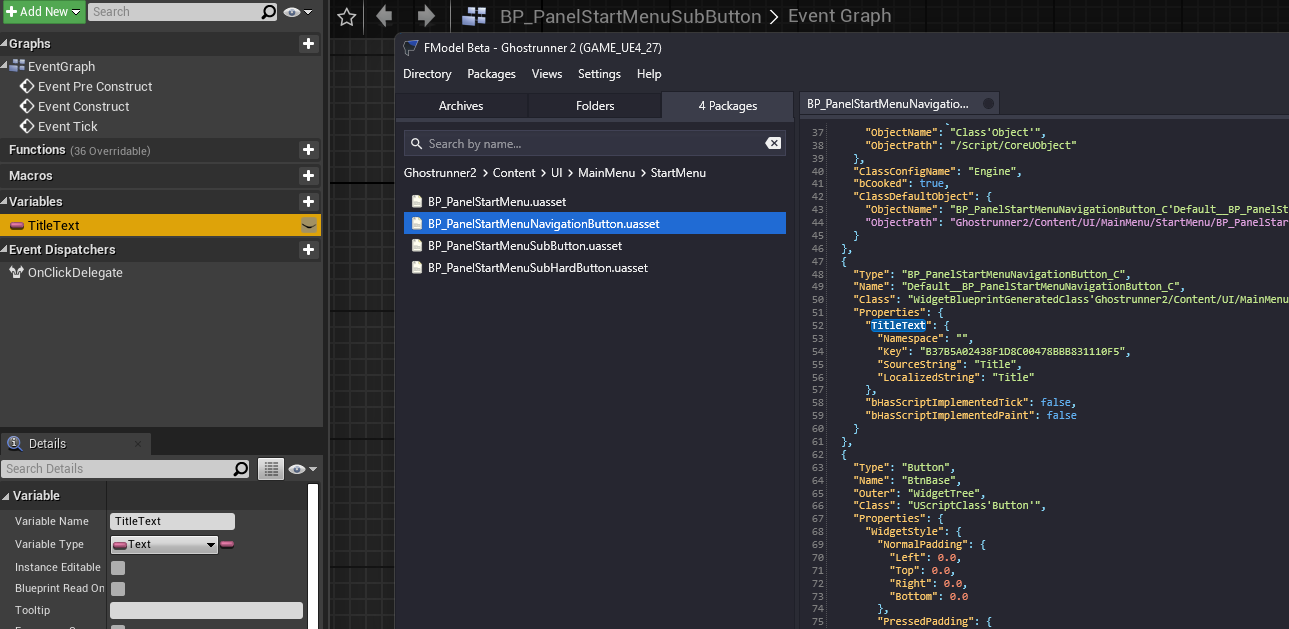 Add New
Search
BP_PanelStartMenuSubButton > Event Graph
Graphs
EventGraph
Event Pre Construct
Event Construct
Event Tick
Functions (36 Overridable)
Macros
Variables
TitleText
Event Dispatchers
OnClickDelegate
Details
Search Details
Variable
Variable Name TitleText
Variable Type Text
Instance Editable
Blueprint Read On
Tooltip
FModel Beta - Ghostrunner 2 (GAME_UE4_27)
Directory Packages Views Settings Help
Archives Folders 4 Packages
Search by name...
Ghostrunner2 > Content > UI > MainMenu > StartMenu
BP_PanelStartMenu.uasset
BP_PanelStartMenuNavigationButton.uasset
BP_PanelStartMenuSubButton.uasset
BP_PanelStartMenuSubHardButton.uasset
BP_PanelStartMenuNavigatio...
37 "ObjectName": "Class'Object'",
38 "ObjectPath": "/Script/CoreUObject"
39 },
40 "ClassConfigName": "Engine",
41 "bCooked": true,
42 "ClassDefaultObject": {
43 "ObjectName": "BP_PanelStartMenuNavigationButton_C'Default__BP_PanelSt
44 "ObjectPath": "Ghostrunner2/Content/UI/MainMenu/StartMenu/BP_PanelStar
45 }
46 },
47 {
48 "Type": "BP_PanelStartMenuNavigationButton_C",
49 "Name": "Default__BP_PanelStartMenuNavigationButton_C",
50 "Class": "WidgetBlueprintGeneratedClass'Ghostrunner2/Content/UI/MainMenu
51 "Properties": {
52 "TitleText": {
53 "Namespace": "",
54 "Key": "B37B5A02438F1D8C00478BBB831110F5",
55 "SourceString": "Title",
56 "LocalizedString": "Title"
57 },
58 "bHasScriptImplementedTick": false,
59 "bHasScriptImplementedPaint": false
60 }
61 },
62 {
63 "Type": "Button",
64 "Name": "BtnBase",
65 "Outer": "WidgetTree",
66 "Class": "UScriptClass'Button'",
67 "Properties": {
68 "WidgetStyle": {
69 "NormalPadding": {
70 "Left": 0.0,
71 "Top": 0.0,
72 "Right": 0.0,
73 "Bottom": 0.0
74 },
75 "PressedPadding": {